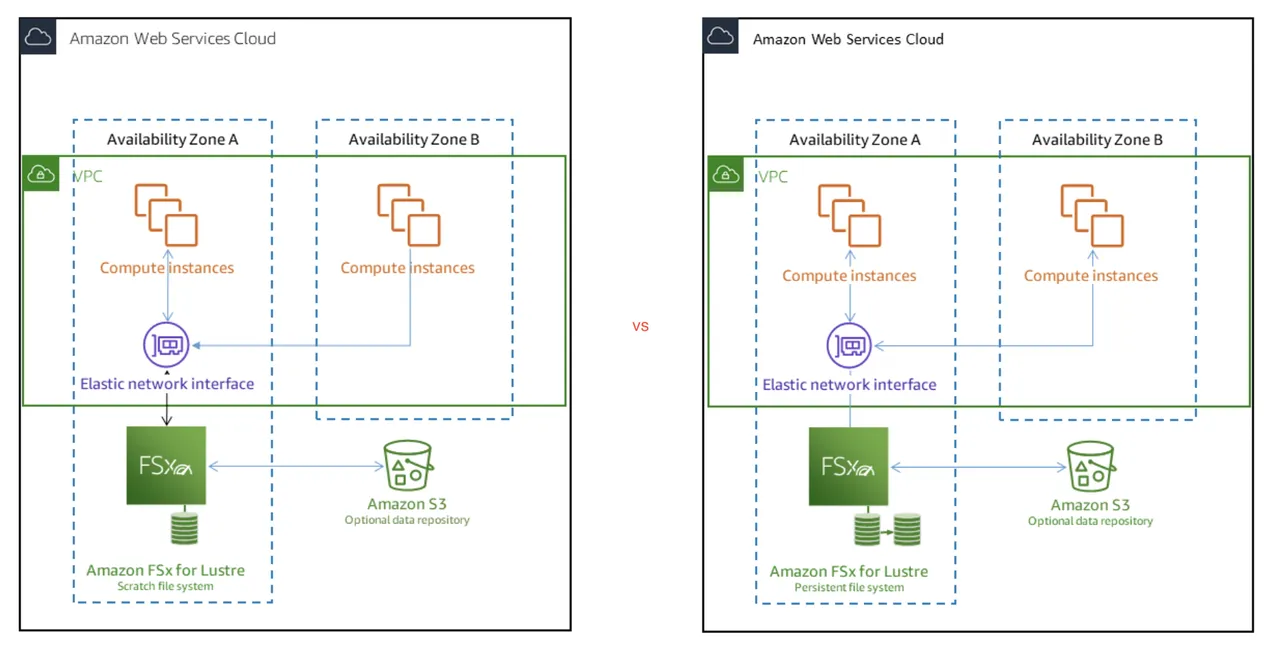 Amazon Web Services Cloud
Availability Zone A
Availability Zone B
VPC
Compute instances
Compute instances
Elastic network interface
FSx
Amazon S3
Optional data repository
Amazon FSx for Lustre
Scratch file system
vs
Amazon Web Services Cloud
Availability Zone A
Availability Zone B
VPC
Compute instances
Compute instances
Elastic network interface
FSx
Amazon S3
Optional data repository
Amazon FSx for Lustre
Persistent file system